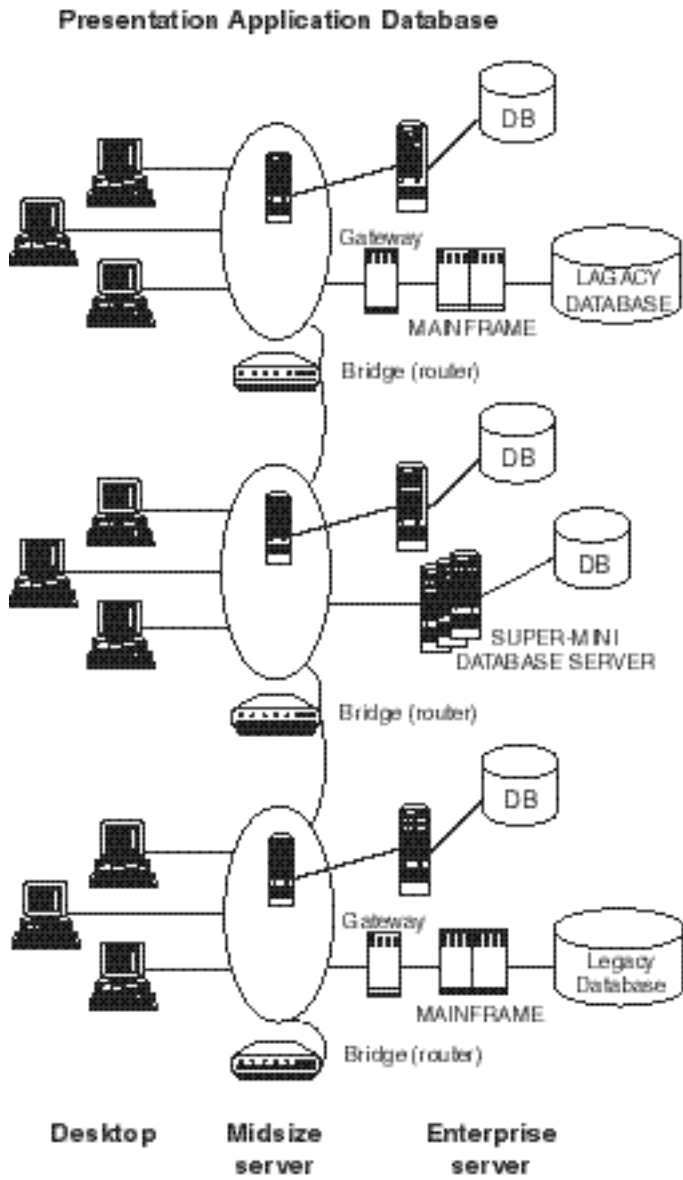 Presentation Application Database
DB
Gateway
LAGACY
DATABASE
MAINFRAME
Bridge (router)
DB
DB
SUPER-MINI
DATABASE SERVER
Bridge (router)
DB
Gateway
Legacy
Database
MAINFRAME
Bridge (router)
Desktop
Midsize
server
Enterprise
server